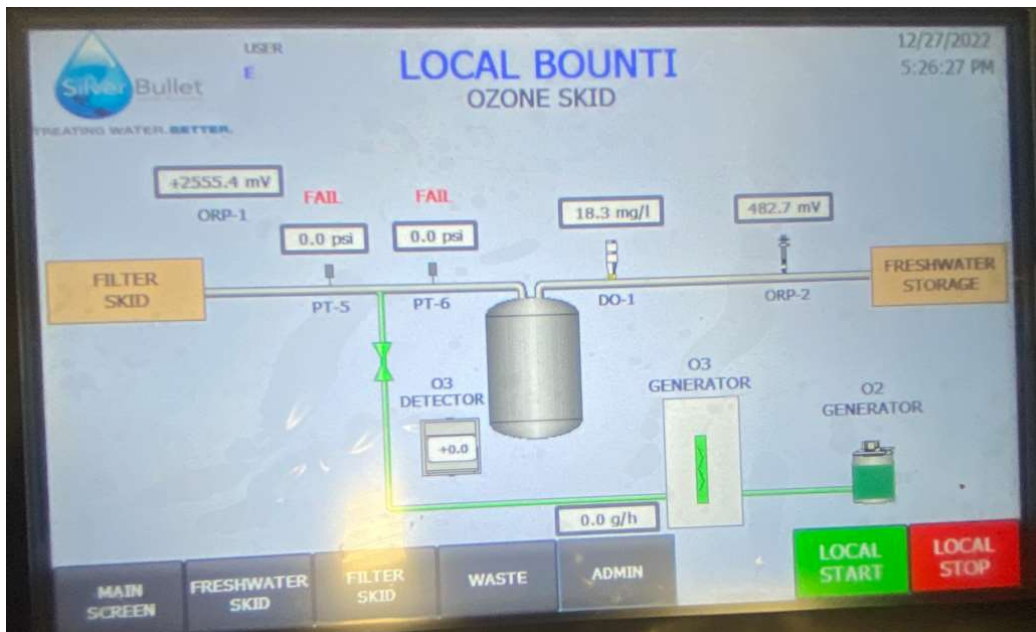 USER
E
LOCAL BOUNTI
OZONE SKID
12/27/2022
5:26:27 PM
Silver Bullet
TREATING WATER. BETTER.
+2555.4 mV
ORP-1
FAIL
FAIL
0.0 psi
0.0 psi
18.3 mg/l
482.7 mV
FILTER
SKID
PT-5
PT-6
DO-1
ORP-2
FRESHWATER
STORAGE
O3
DETECTOR
+0.0
O3
GENERATOR
O2
GENERATOR
0.0 g/h
MAIN
SCREEN
FRESHWATER
SKID
FILTER
SKID
WASTE
ADMIN
LOCAL
START
LOCAL
STOP